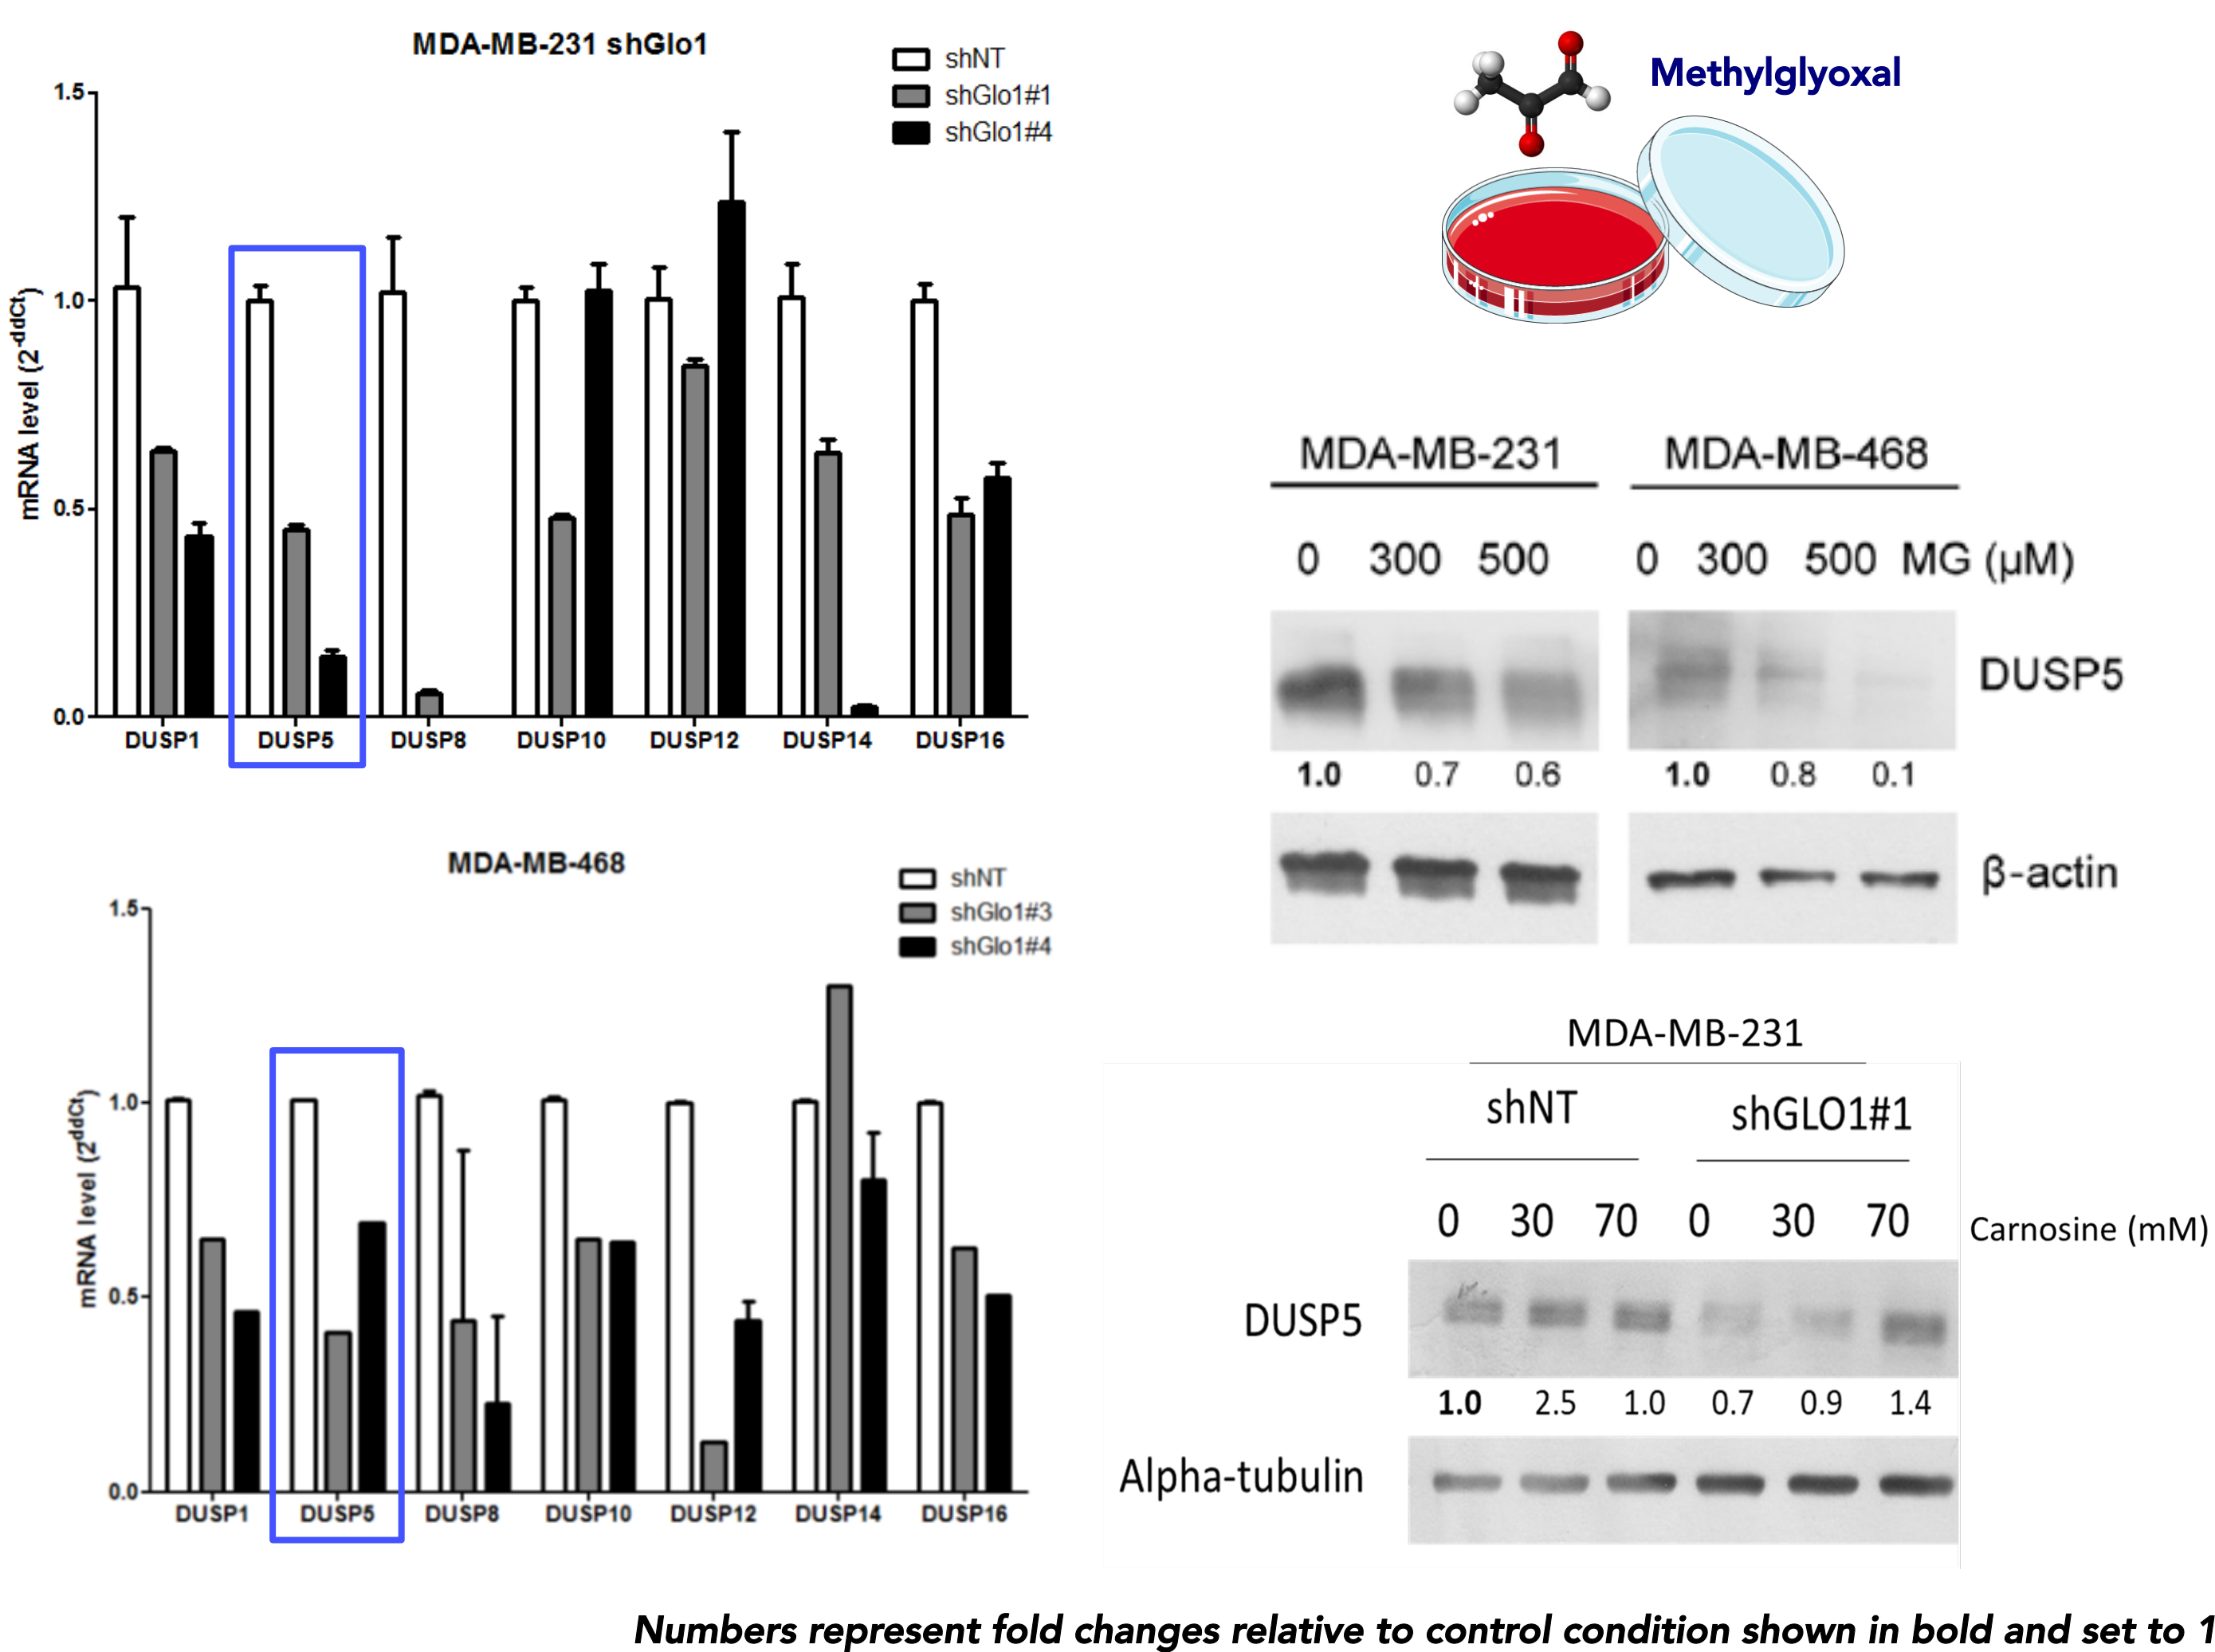 MDA-MB-231 shGlo1
shNT
shGlo1#1
shGlo1#4
mRNA level (2^-ddCt)
1.5
1.0
0.5
0.0
DUSP1 DUSP5 DUSP8 DUSP10 DUSP12 DUSP14 DUSP16
MDA-MB-468
shNT
shGlo1#3
shGlo1#4
mRNA level (2^ddCt)
1.5
1.0
0.5
0.0
DUSP1 DUSP5 DUSP8 DUSP10 DUSP12 DUSP14 DUSP16
Methylglyoxal
MDA-MB-231 MDA-MB-468
0 300 500 0 300 500 MG (µM)
DUSP5
1.0 0.7 0.6 1.0 0.8 0.1
β-actin
MDA-MB-231
shNT shGLO1#1
0 30 70 0 30 70 Carnosine (mM)
DUSP5
1.0 2.5 1.0 0.7 0.9 1.4
Alpha-tubulin
Numbers represent fold changes relative to control condition shown in bold and set to 1